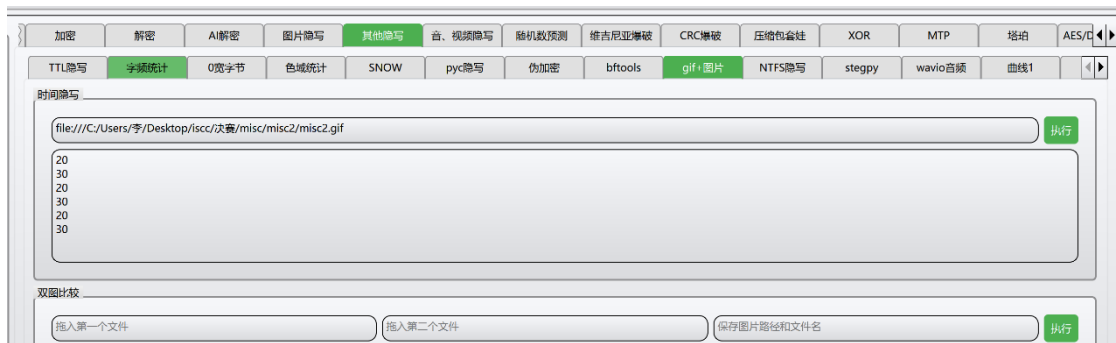 加密 解密 AI解密 图片隐写 其他隐写 音、视频隐写 随机数预测 维吉尼亚爆破 CRC爆破 压缩包套娃 XOR MTP 塔珀 AES/D
TTL隐写 字频统计 0宽字节 色域统计 SNOW pyc隐写 伪加密 bftools gif+图片 NTFS隐写 stegpy wavio音频 曲线1
时间隐写
file:///C:/Users/李/Desktop/iscc/决赛/misc/misc2/misc2.gif 执行
20
30
20
30
20
30
双图比较
拖入第一个文件 拖入第二个文件 保存图片路径和文件名 执行